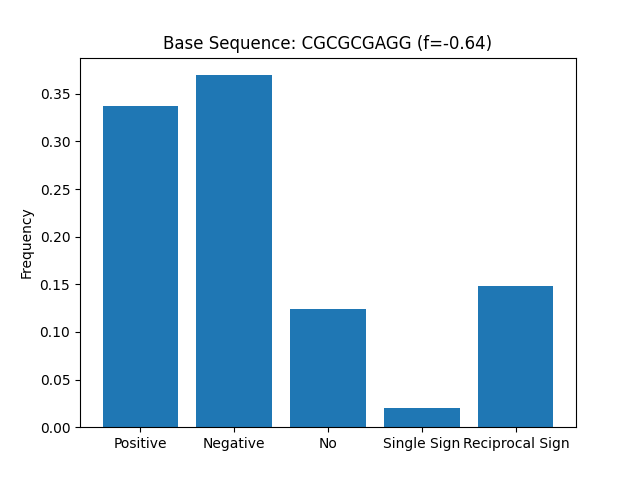 Base Sequence: CGCGCGAGG (f=-0.64)
Frequency
0.35
0.30
0.25
0.20
0.15
0.10
0.05
0.00
Positive
Negative
No
Single Sign
Reciprocal Sign